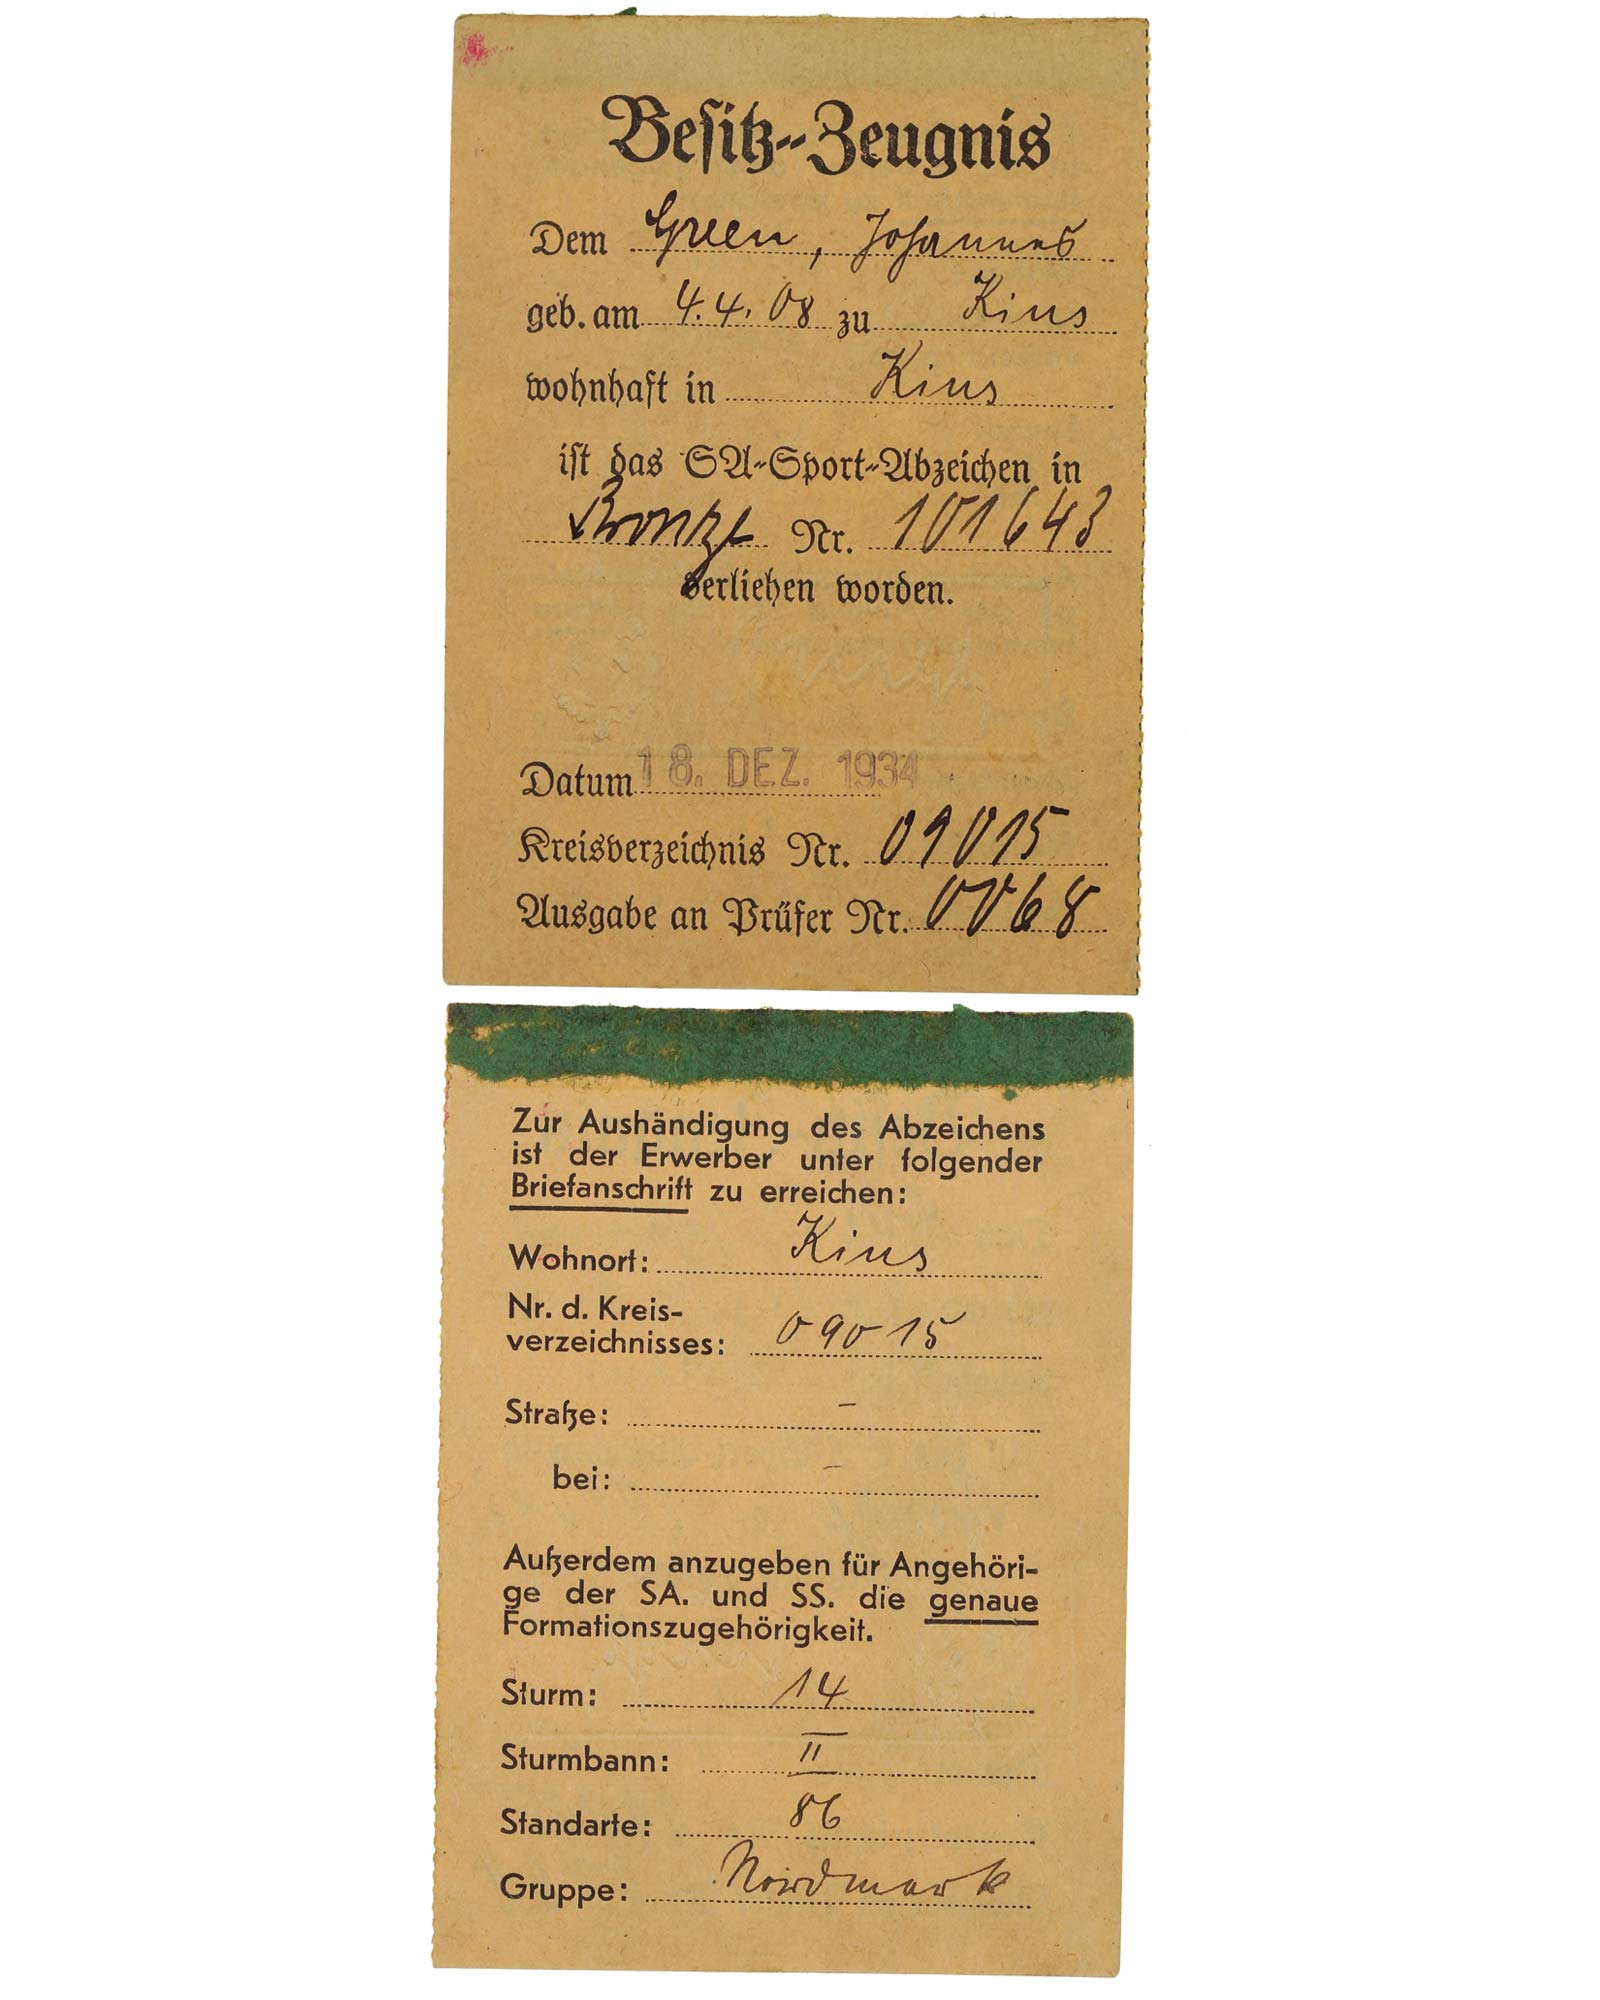 Besitz-Zeugnis
Dem Green, Johannes
geb. am 4.4.08 zu Kius
wohnhaft in Kius
ist das SA-Sport-Abzeichen in
Bronze Nr. 101643
verliehen worden.
Datum 18. DEZ. 1934
Kreisverzeichnis Nr. 09015
Ausgabe an Prüfer Nr. 0068
Zur Aushändigung des Abzeichens
ist der Erwerber unter folgender
Briefanschrift zu erreichen:
Wohnort: Kius
Nr. d. Kreis-
verzeichnisses: 09015
Straße: -
bei: -
Außerdem anzugeben für Angehöri-
ge der SA. und SS. die genaue
Formationszugehörigkeit.
Sturm: 14
Sturmbann: II
Standarte: 86
Gruppe: Nordmark